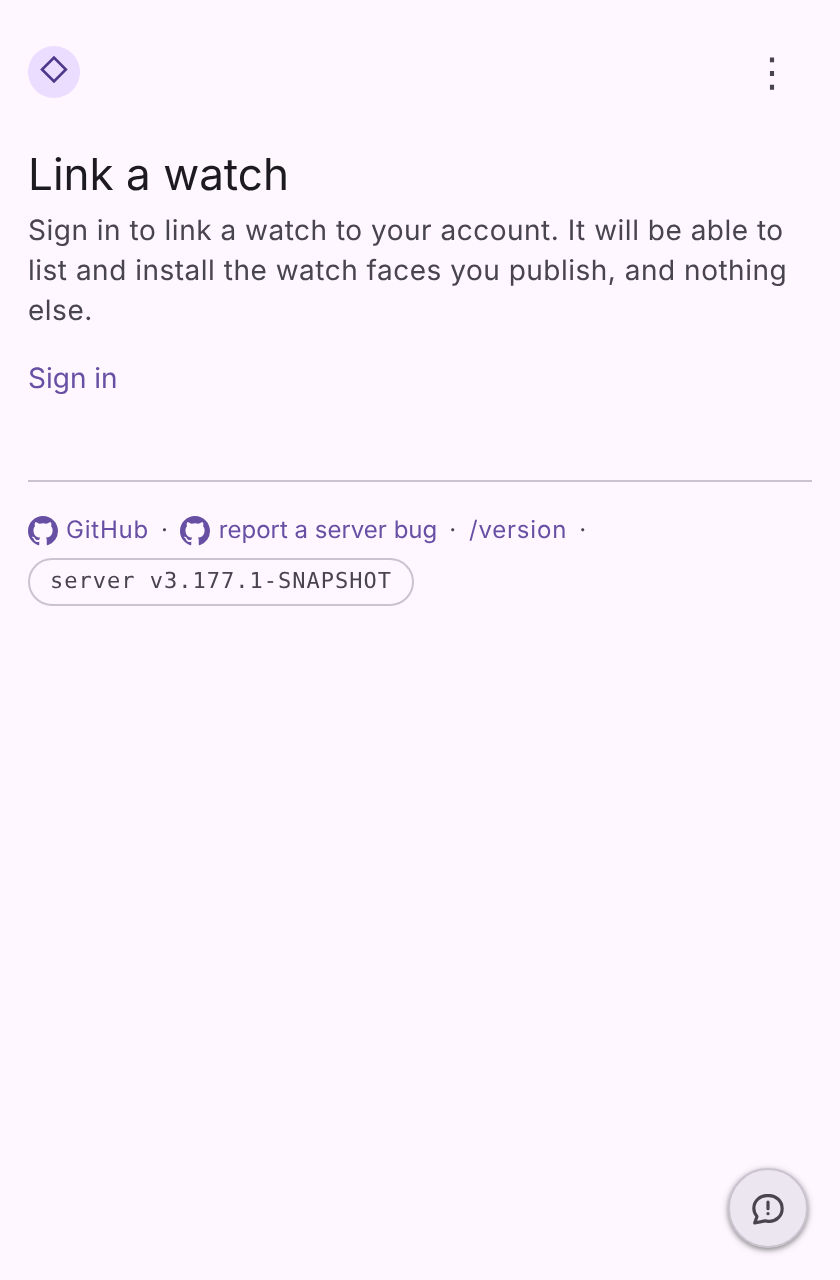 Link a watch
Sign in to link a watch to your account. It will be able to
list and install the watch faces you publish, and nothing
else.
Sign in
GitHub · report a server bug · /version ·
server v3.177.1-SNAPSHOT